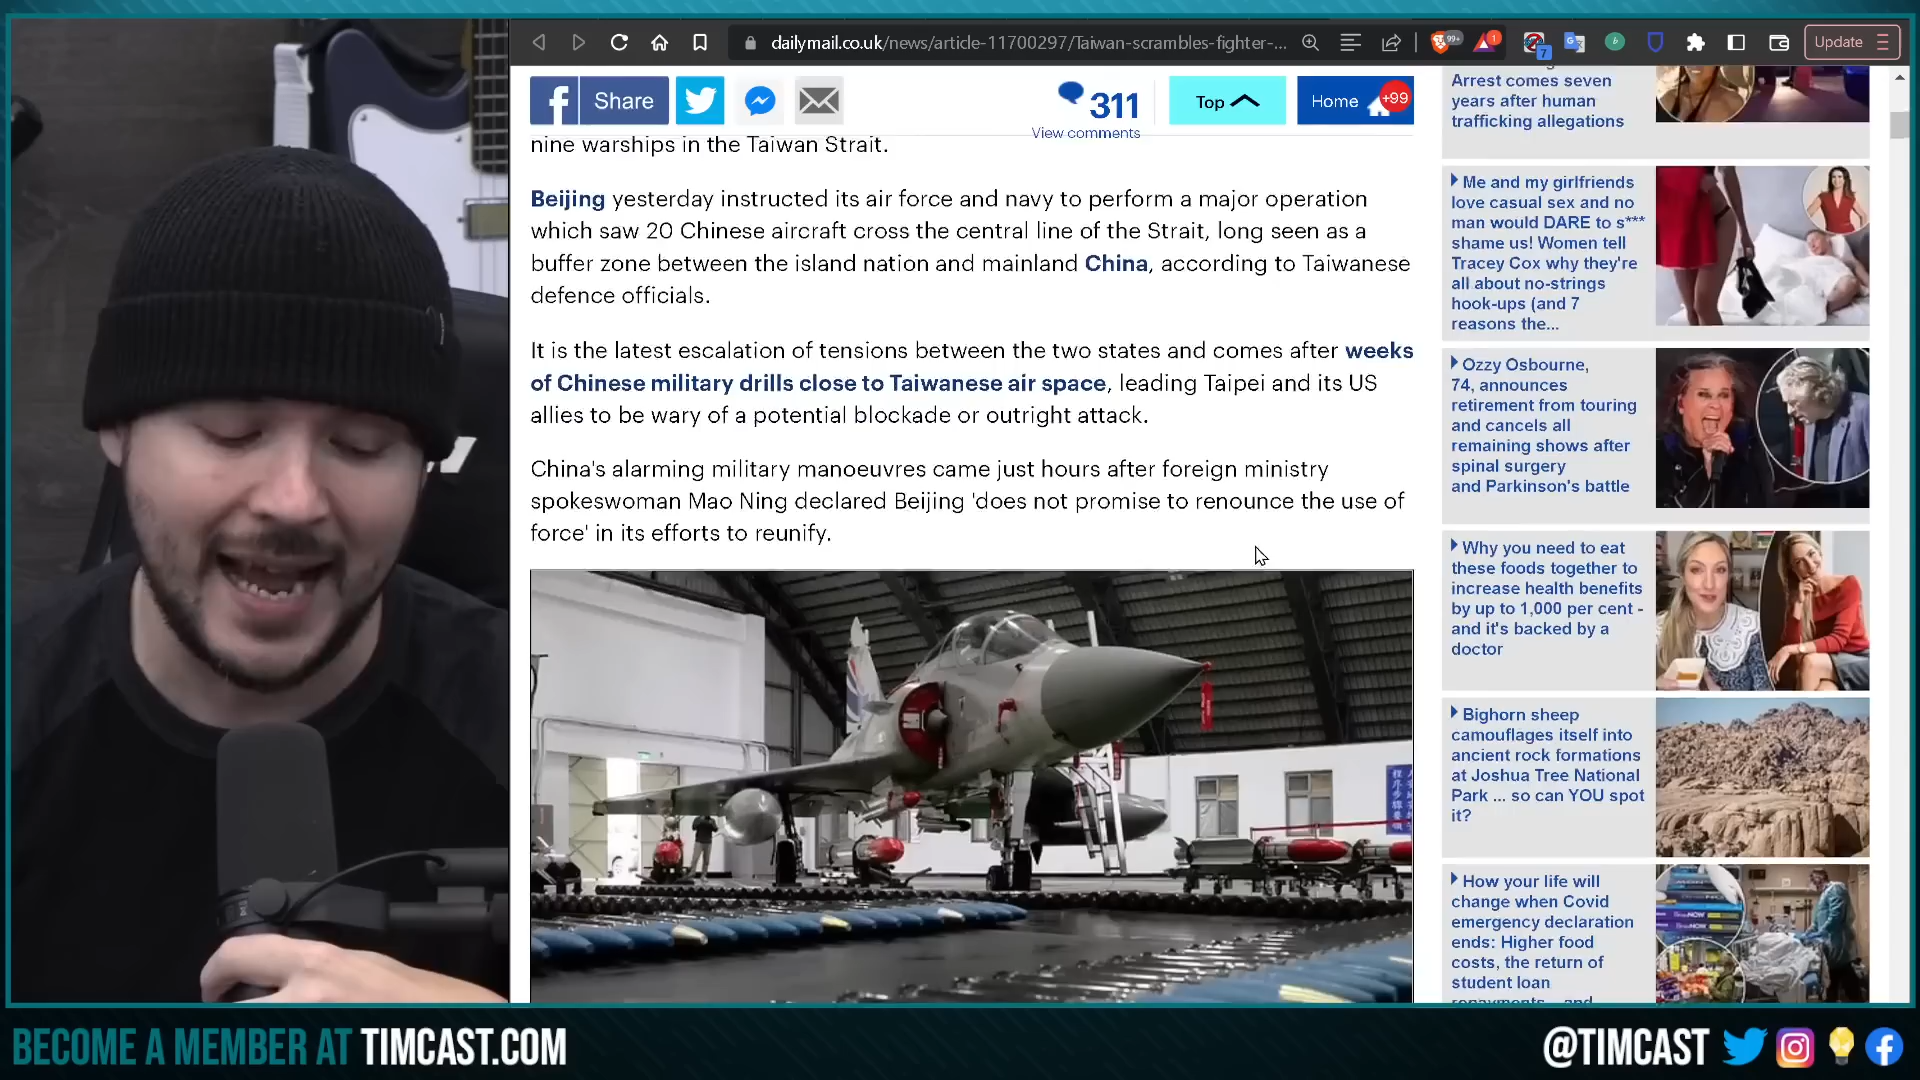 dailymail.co.uk/news/article-11700297/Taiwan-scrambles-fighter-...
99+
1
7
b
Update
Share
311
View comments
Top
Home
+99
nine warships in the Taiwan Strait.
Beijing yesterday instructed its air force and navy to perform a major operation
which saw 20 Chinese aircraft cross the central line of the Strait, long seen as a
buffer zone between the island nation and mainland China, according to Taiwanese
defence officials.
It is the latest escalation of tensions between the two states and comes after weeks
of Chinese military drills close to Taiwanese air space, leading Taipei and its US
allies to be wary of a potential blockade or outright attack.
China's alarming military manoeuvres came just hours after foreign ministry
spokeswoman Mao Ning declared Beijing 'does not promise to renounce the use of
force' in its efforts to reunify.
Arrest comes seven
years after human
trafficking allegations
Me and my girlfriends
love casual sex and no
man would DARE to s***
shame us! Women tell
Tracey Cox why they're
all about no-strings
hook-ups (and 7
reasons the...
Ozzy Osbourne,
74, announces
retirement from touring
and cancels all
remaining shows after
spinal surgery
and Parkinson's battle
Why you need to eat
these foods together to
increase health benefits
by up to 1,000 per cent -
and it's backed by a
doctor
Bighorn sheep
camouflages itself into
ancient rock formations
at Joshua Tree National
Park ... so can YOU spot
it?
How your life will
change when Covid
emergency declaration
ends: Higher food
costs, the return of
student loan
repayments... and
BECOME A MEMBER AT TIMCAST.COM
@TIMCAST